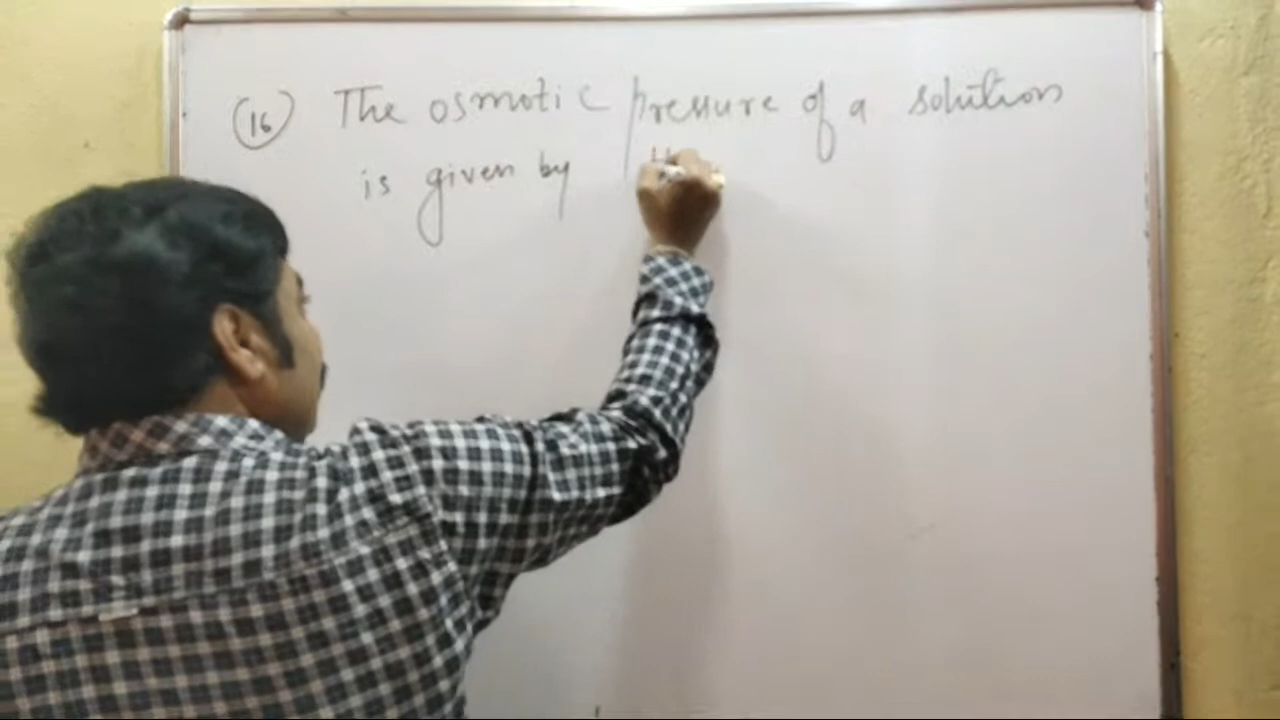 (16) The osmotic pressure of a solution
is given by